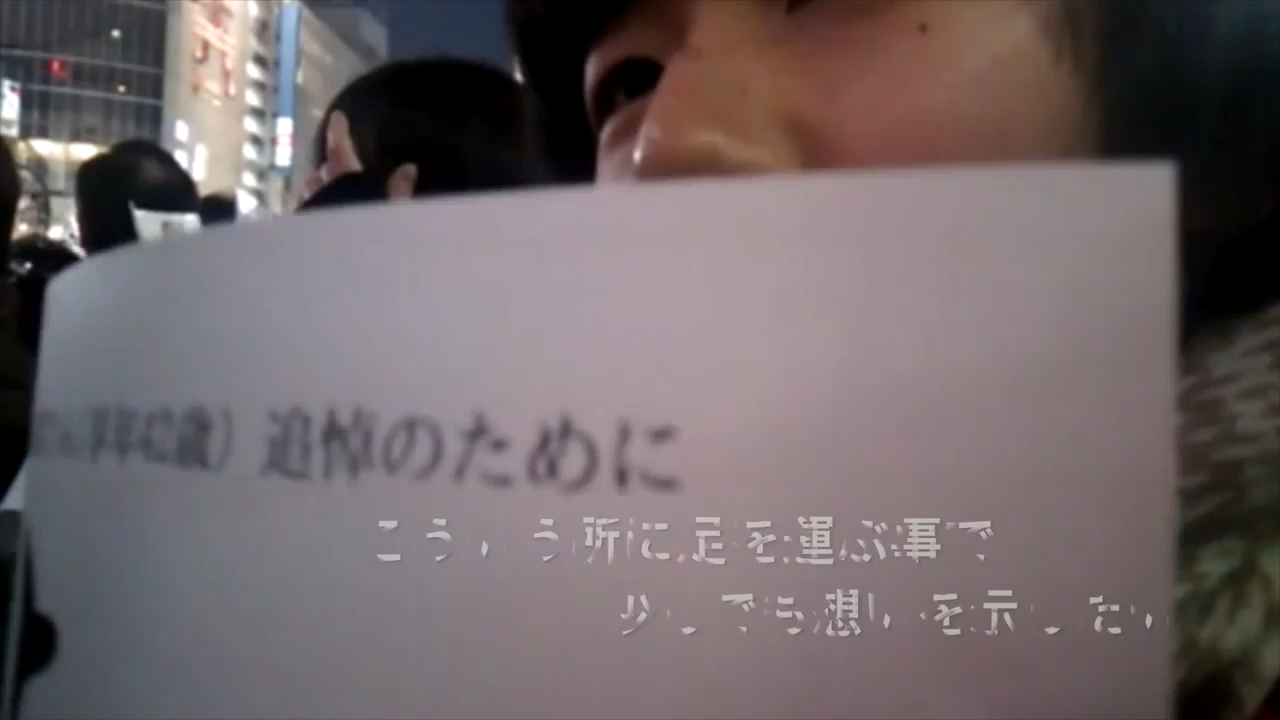 歳）追悼のために
こういう所に足を運ぶ事で
少しでも想いを示したい